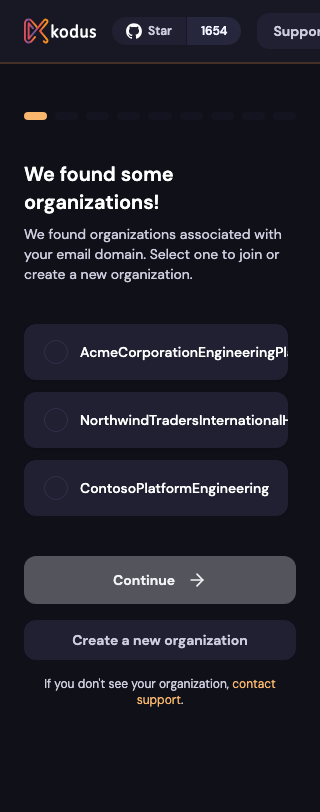 kodus
Star
1654
Suppor
We found some
organizations!
We found organizations associated with
your email domain. Select one to join or
create a new organization.
AcmeCorporationEngineeringPl
NorthwindTradersInternationalH
ContosoPlatformEngineering
Continue
Create a new organization
If you don't see your organization, contact
support.